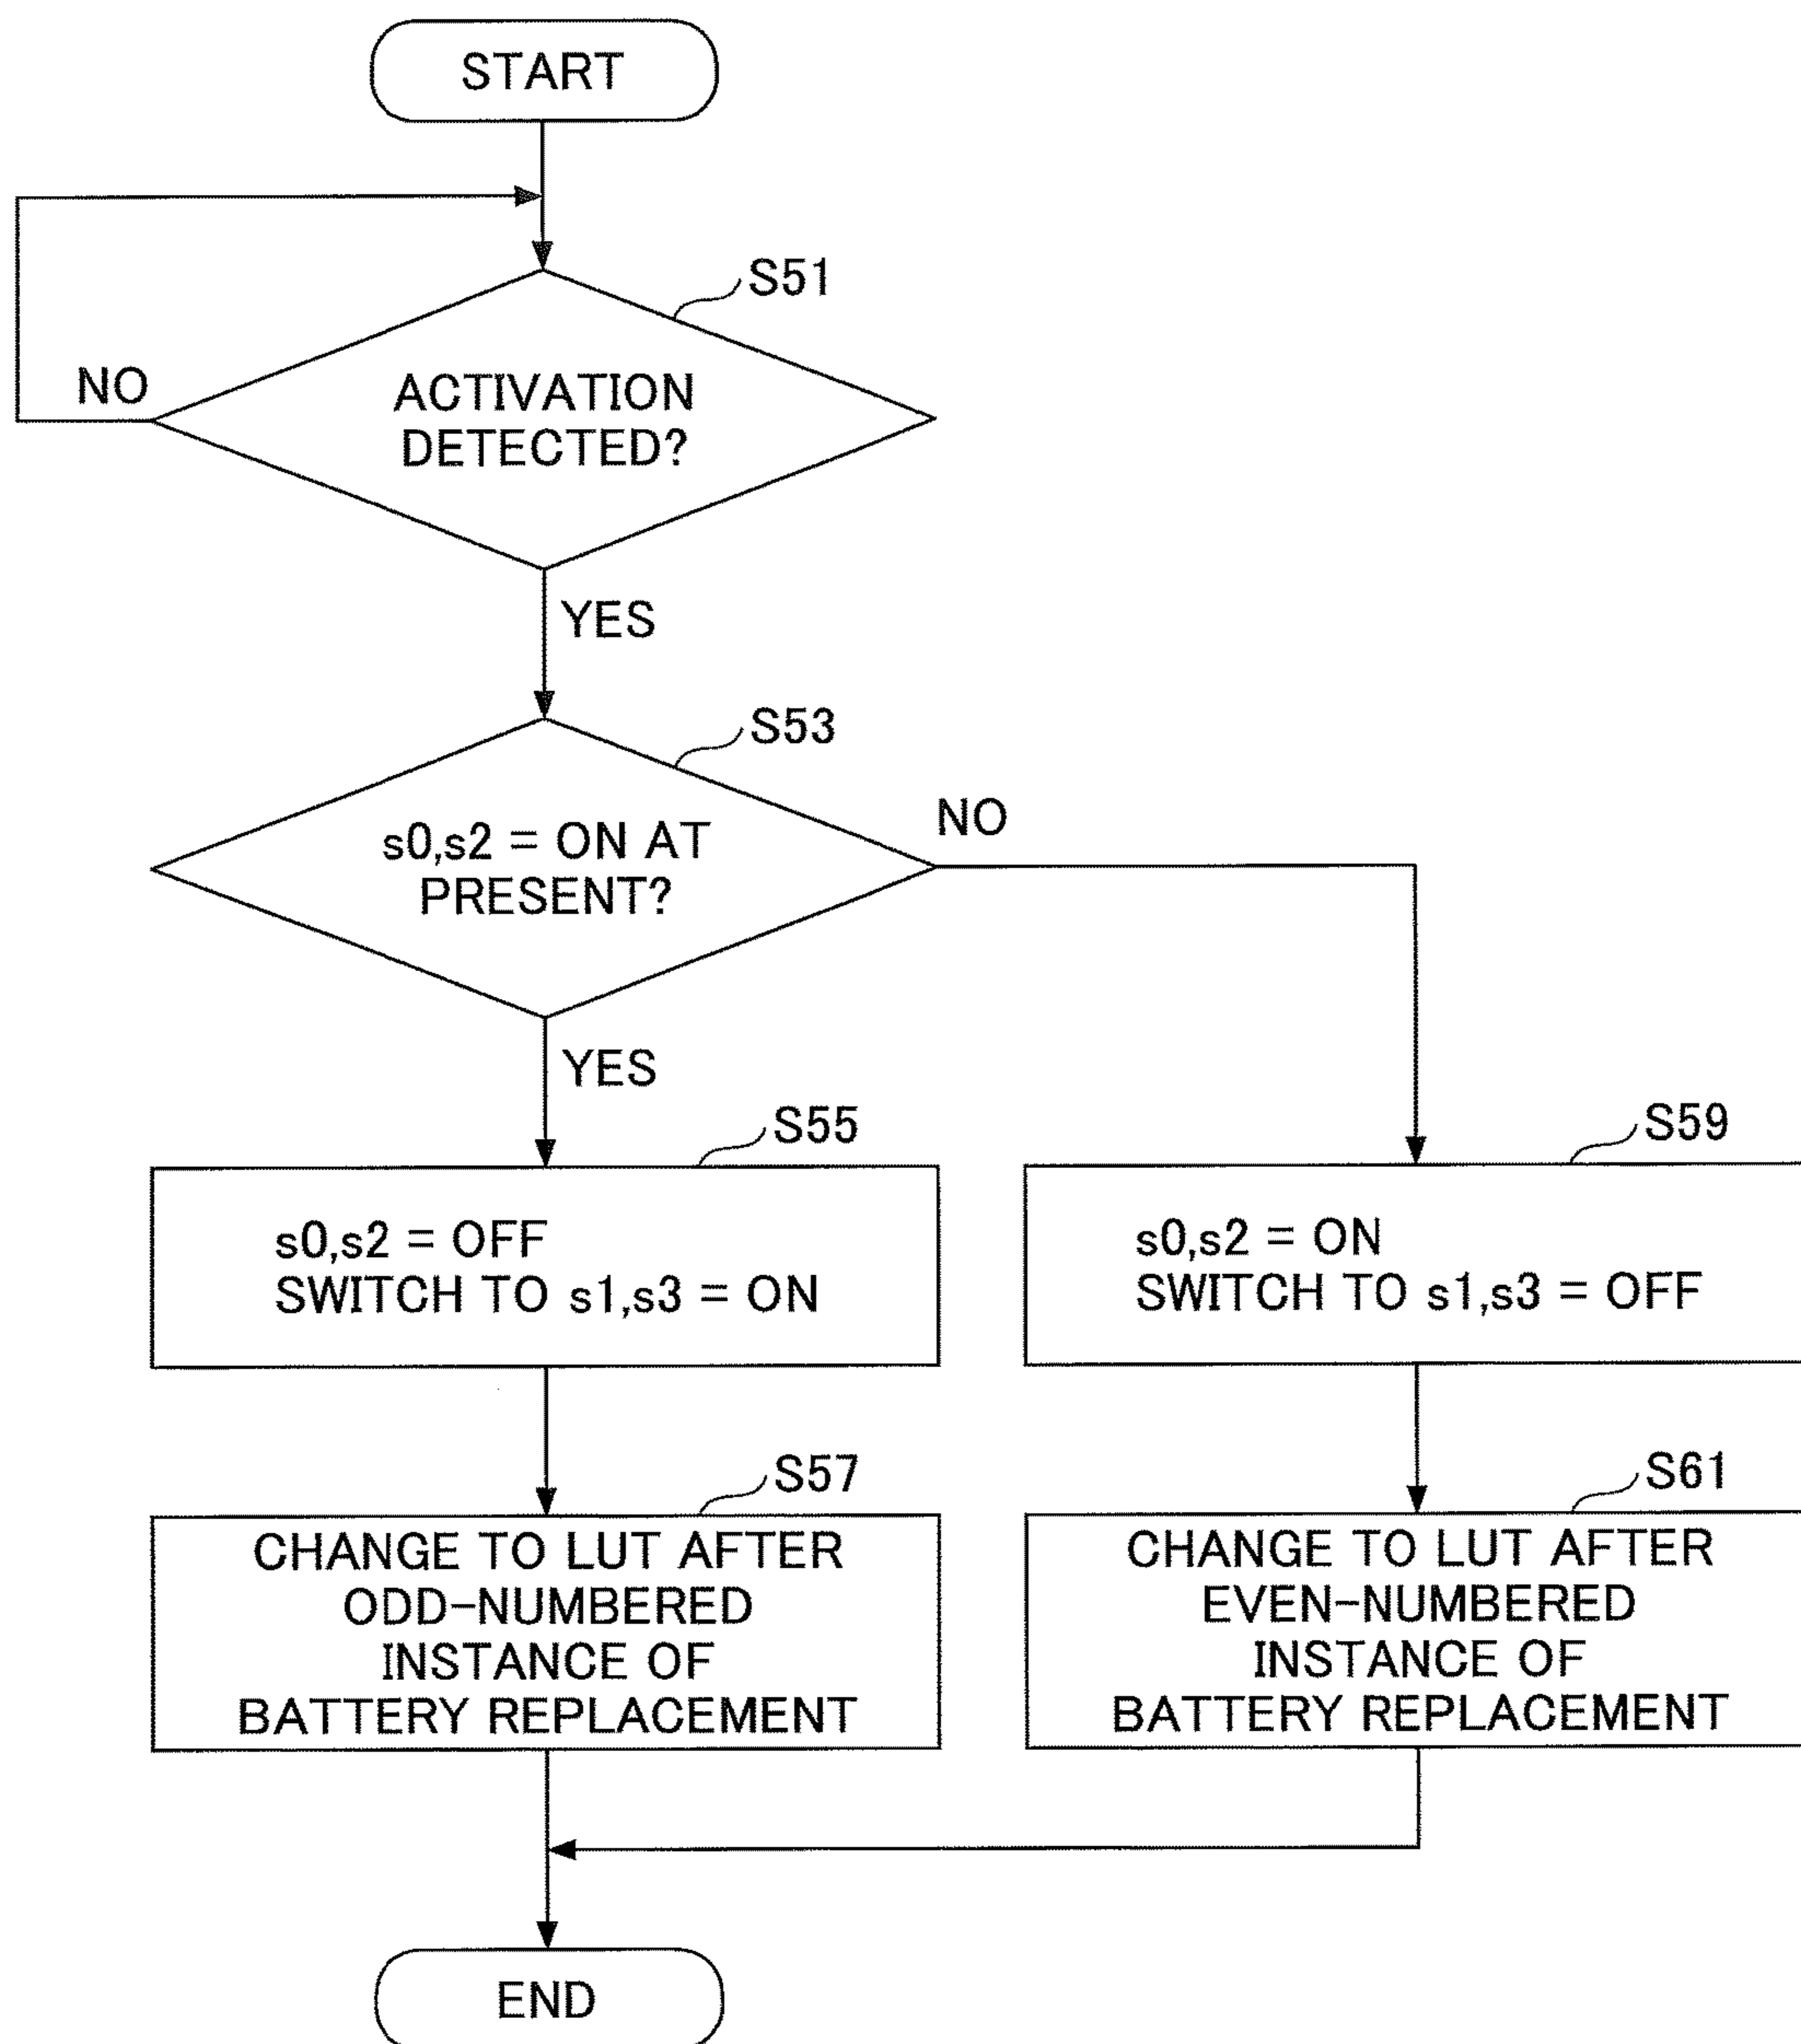 START
S51
NO
ACTIVATION
DETECTED?
YES
S53
NO
s0,s2 = ON AT
PRESENT?
YES
S55
s0,s2 = OFF
SWITCH TO s1,s3 = ON
S59
s0,s2 = ON
SWITCH TO s1,s3 = OFF
S57
CHANGE TO LUT AFTER
ODD-NUMBERED
INSTANCE OF
BATTERY REPLACEMENT
S61
CHANGE TO LUT AFTER
EVEN-NUMBERED
INSTANCE OF
BATTERY REPLACEMENT
END